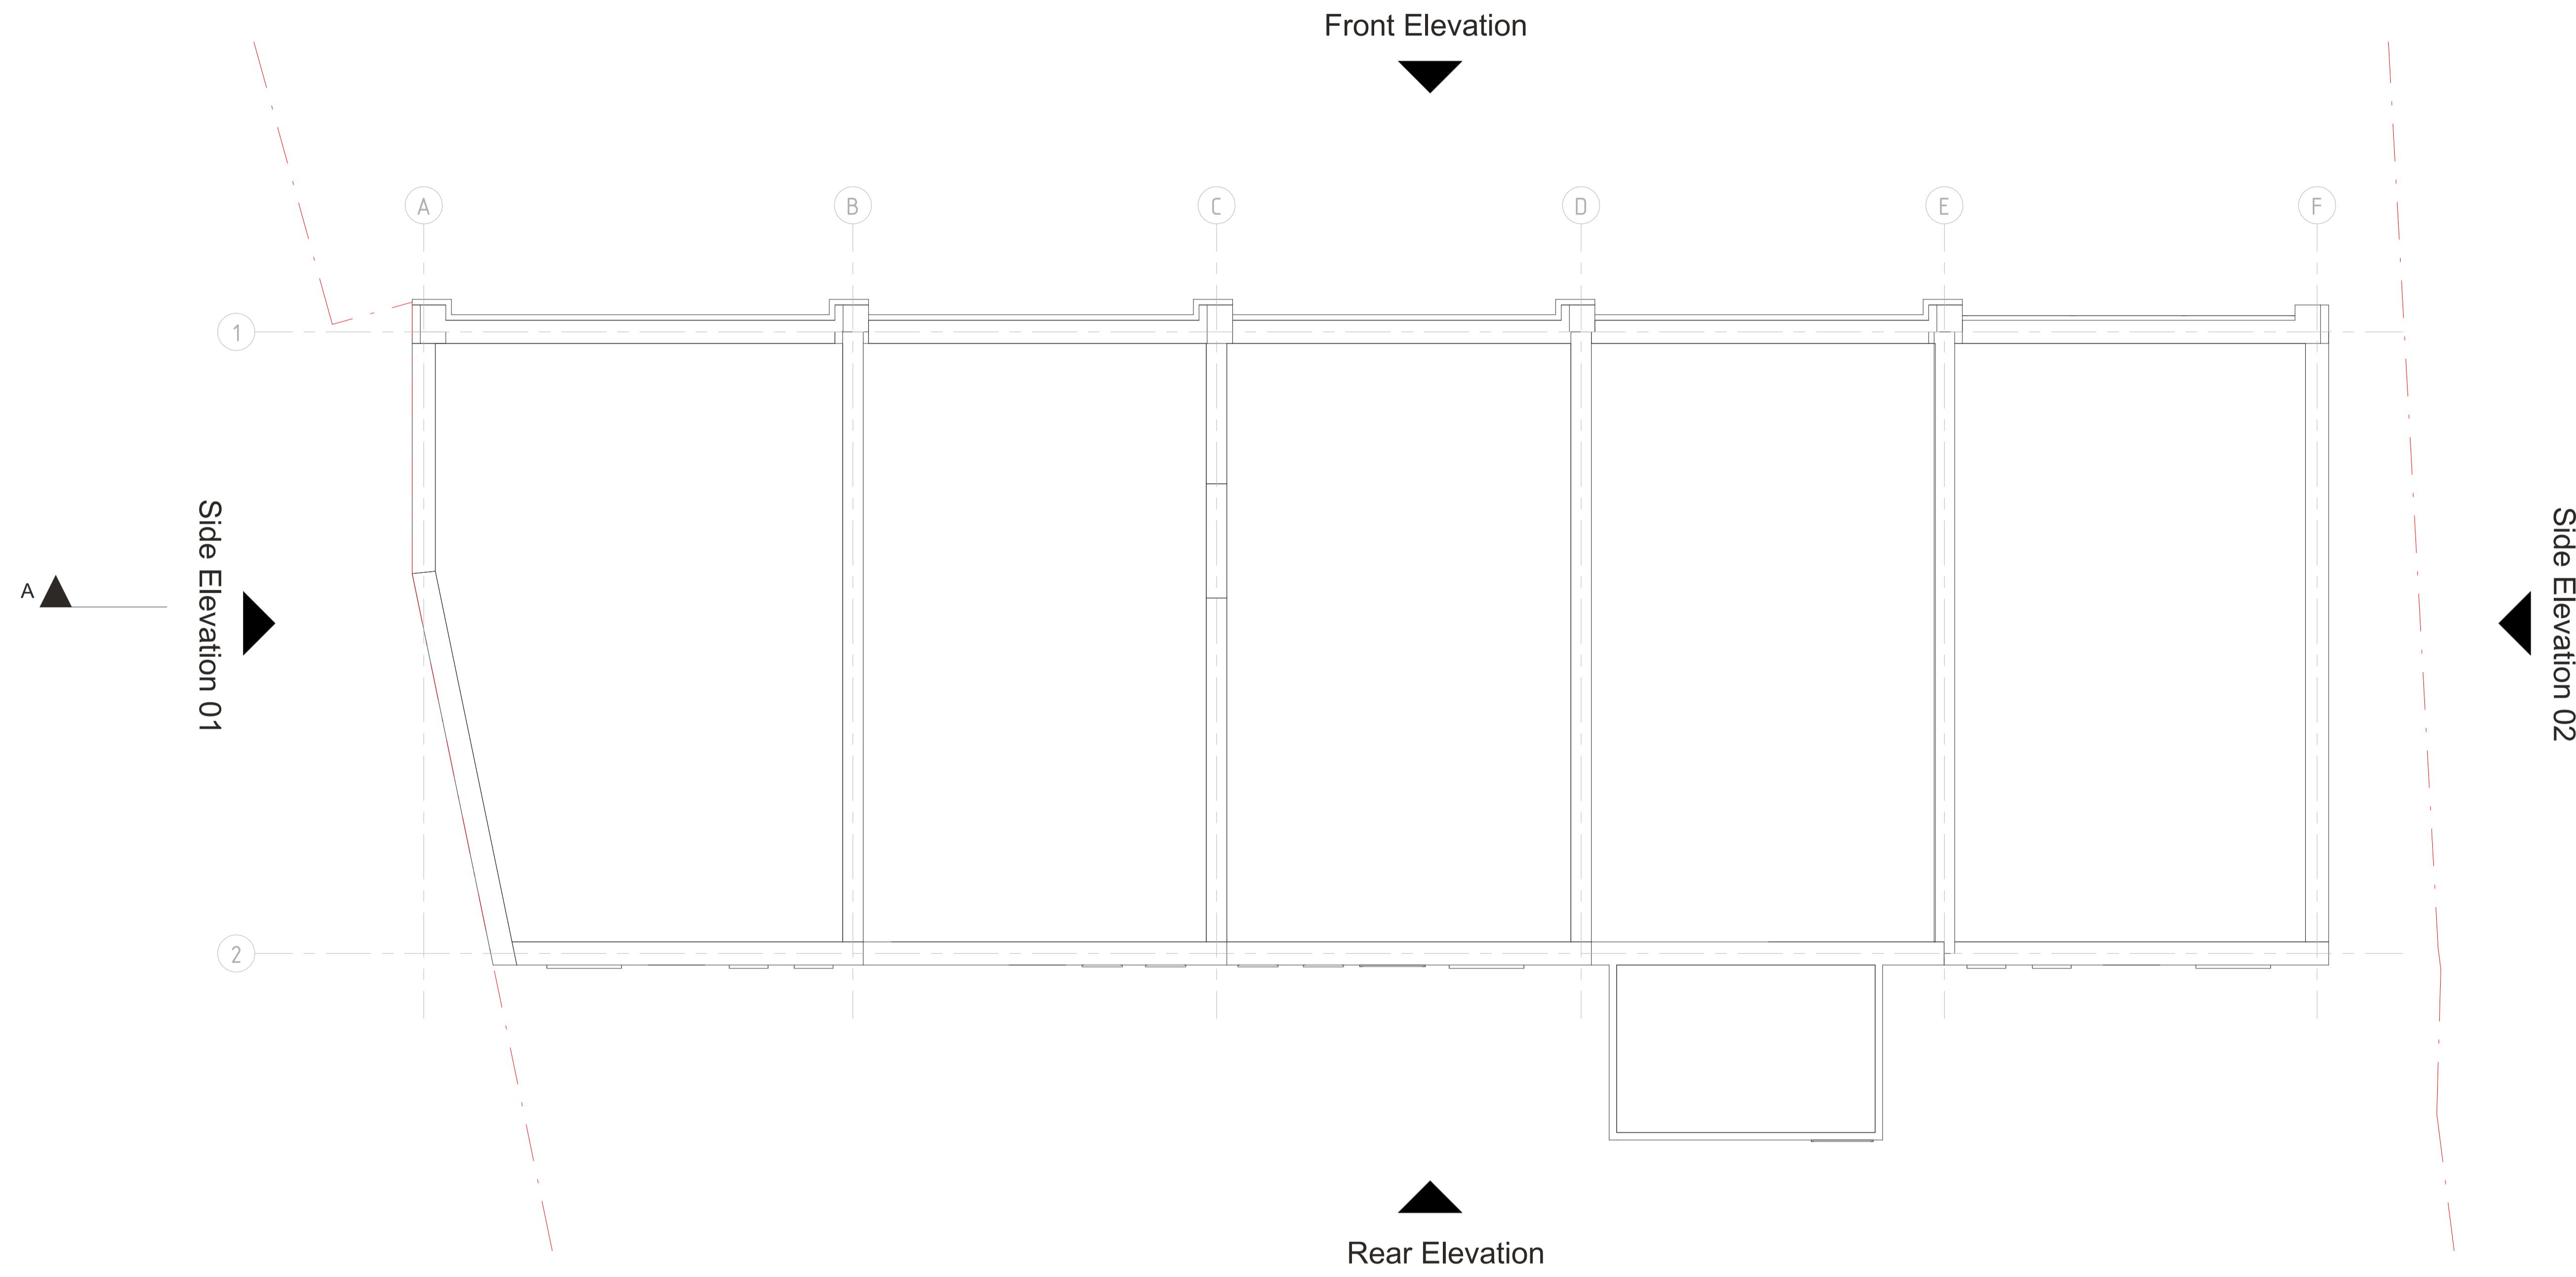 Front Elevation
A
B
C
D
E
F
1
Side Elevation 01
Side Elevation 02
A
2
Rear Elevation